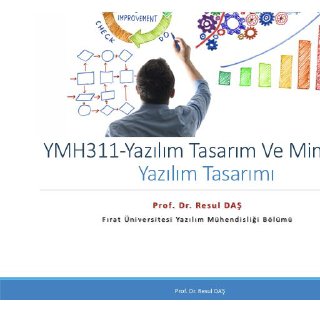 IMPROVEMENT
CHECK
DO
YMH311-Yazılım Tasarım Ve
Yazılım Tasarımı
Prof. Dr. Resul DAŞ
Fırat Üniversitesi Yazılım Mühendisliği Bölümü
Prof. Dr. Resul DAŞ